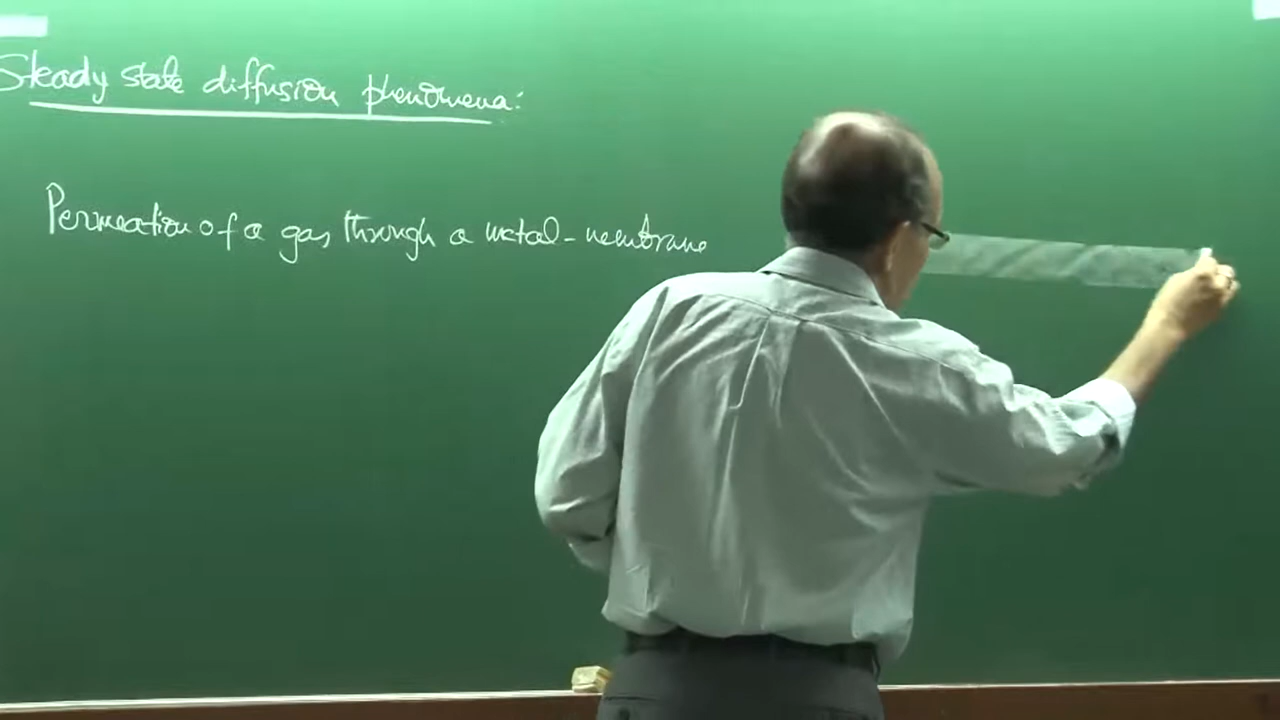 Steady state diffusion phenomena:
Permeation of a gas through a metal-membrane